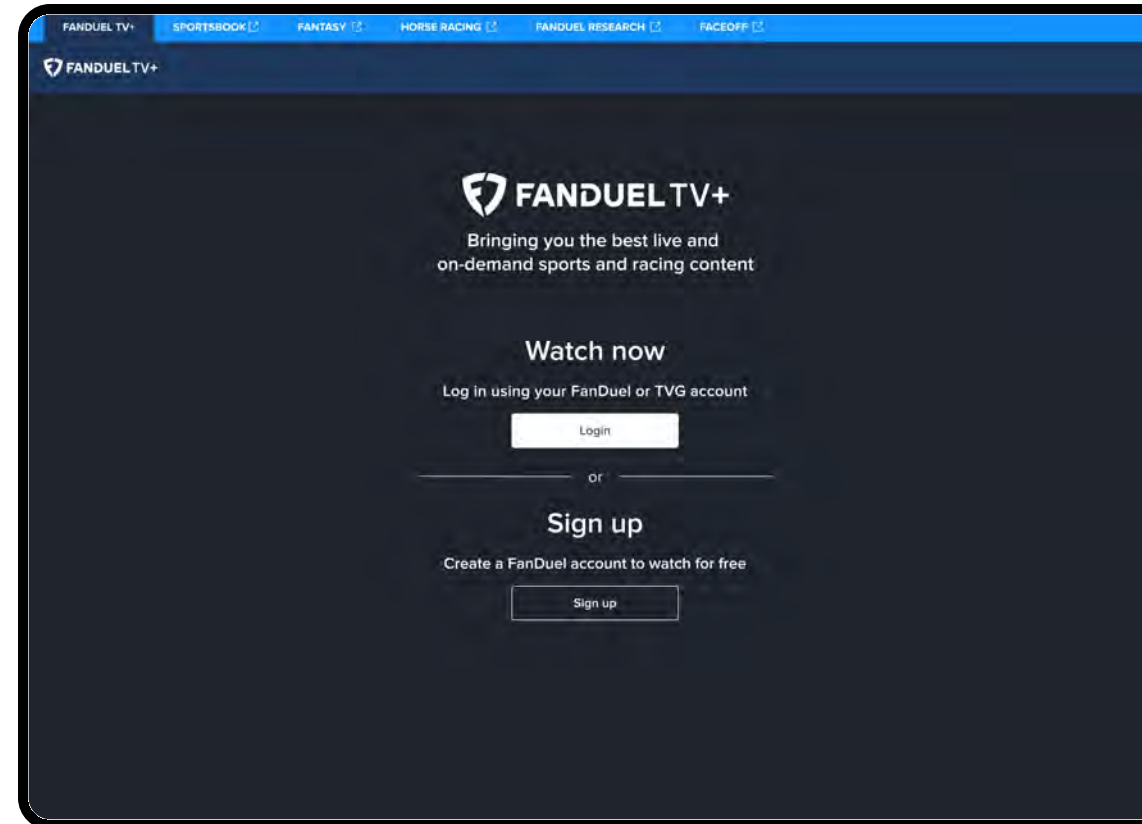 FANDUEL TV+ SPORTSBOOK FANTASY HORSE RACING FANDUEL RESEARCH FACEOFF
FANDUEL TV+
FANDUEL TV+
Bringing you the best live and
on-demand sports and racing content
Watch now
Log in using your FanDuel or TVG account
Login
or
Sign up
Create a FanDuel account to watch for free
Sign up